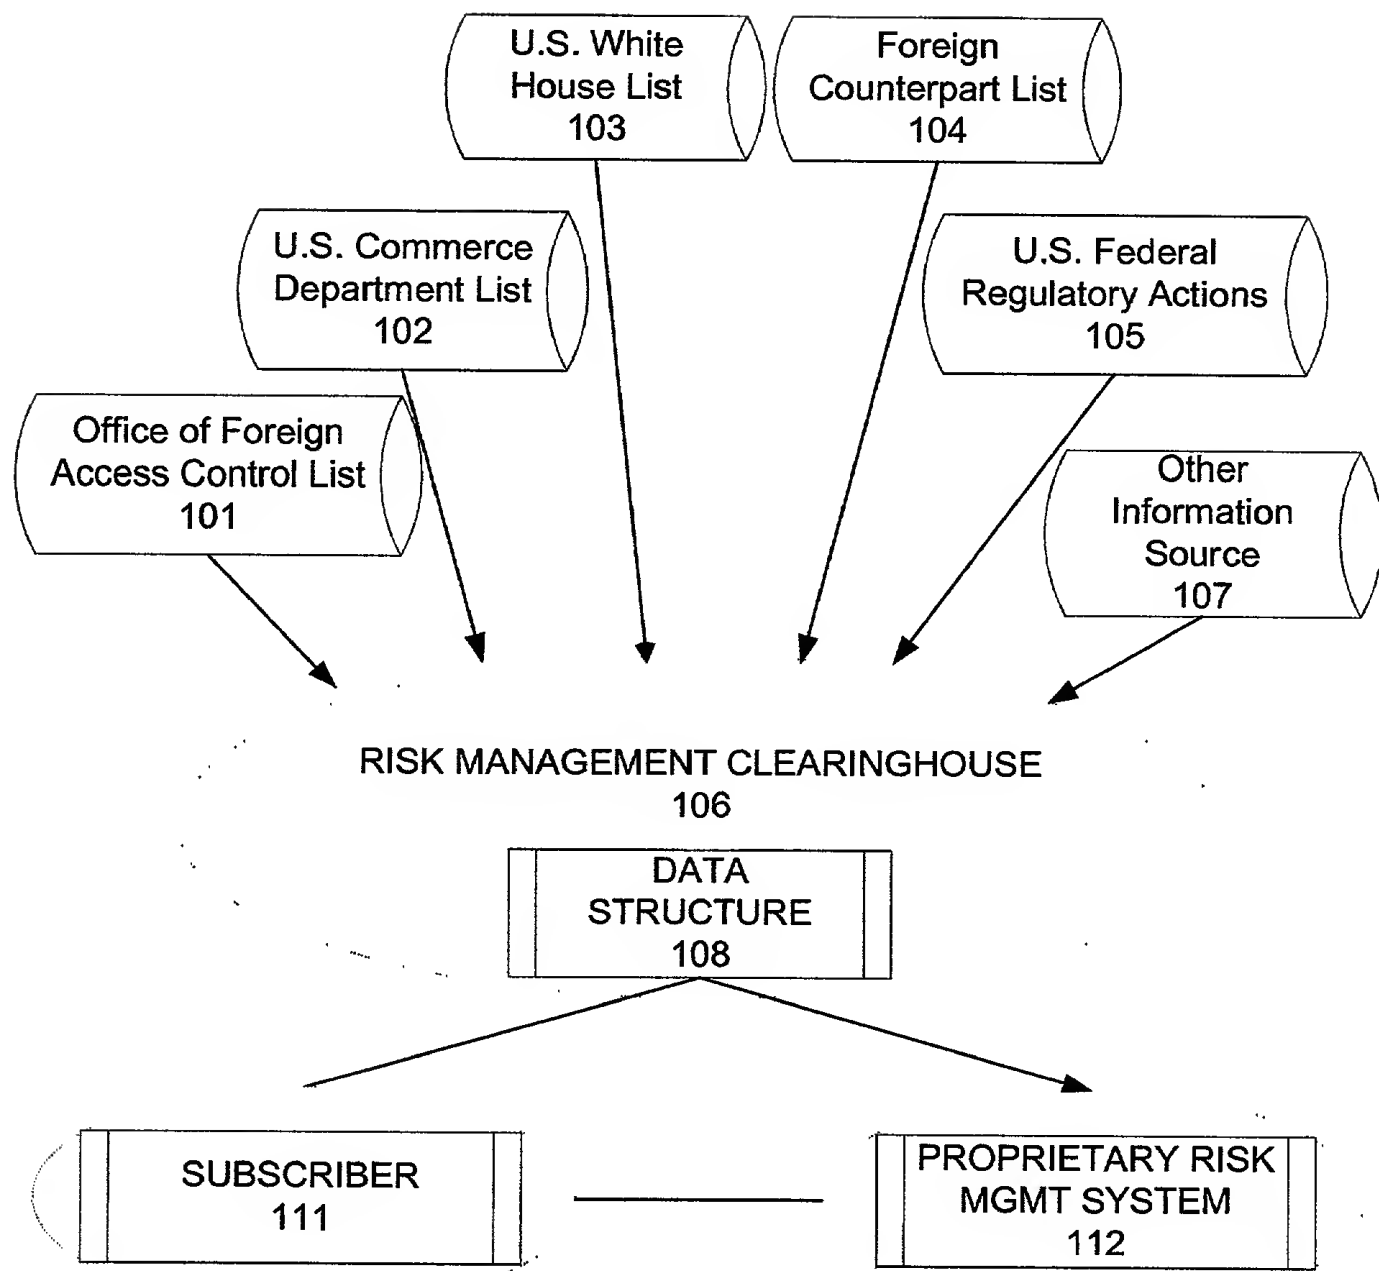 U.S. White
House List
103
Foreign
Counterpart List
104
U.S. Commerce
Department List
102
U.S. Federal
Regulatory Actions
105
Office of Foreign
Access Control List
101
Other
Information
Source
107
RISK MANAGEMENT CLEARINGHOUSE
106
DATA
STRUCTURE
108
SUBSCRIBER
111
PROPRIETARY RISK
MGMT SYSTEM
112